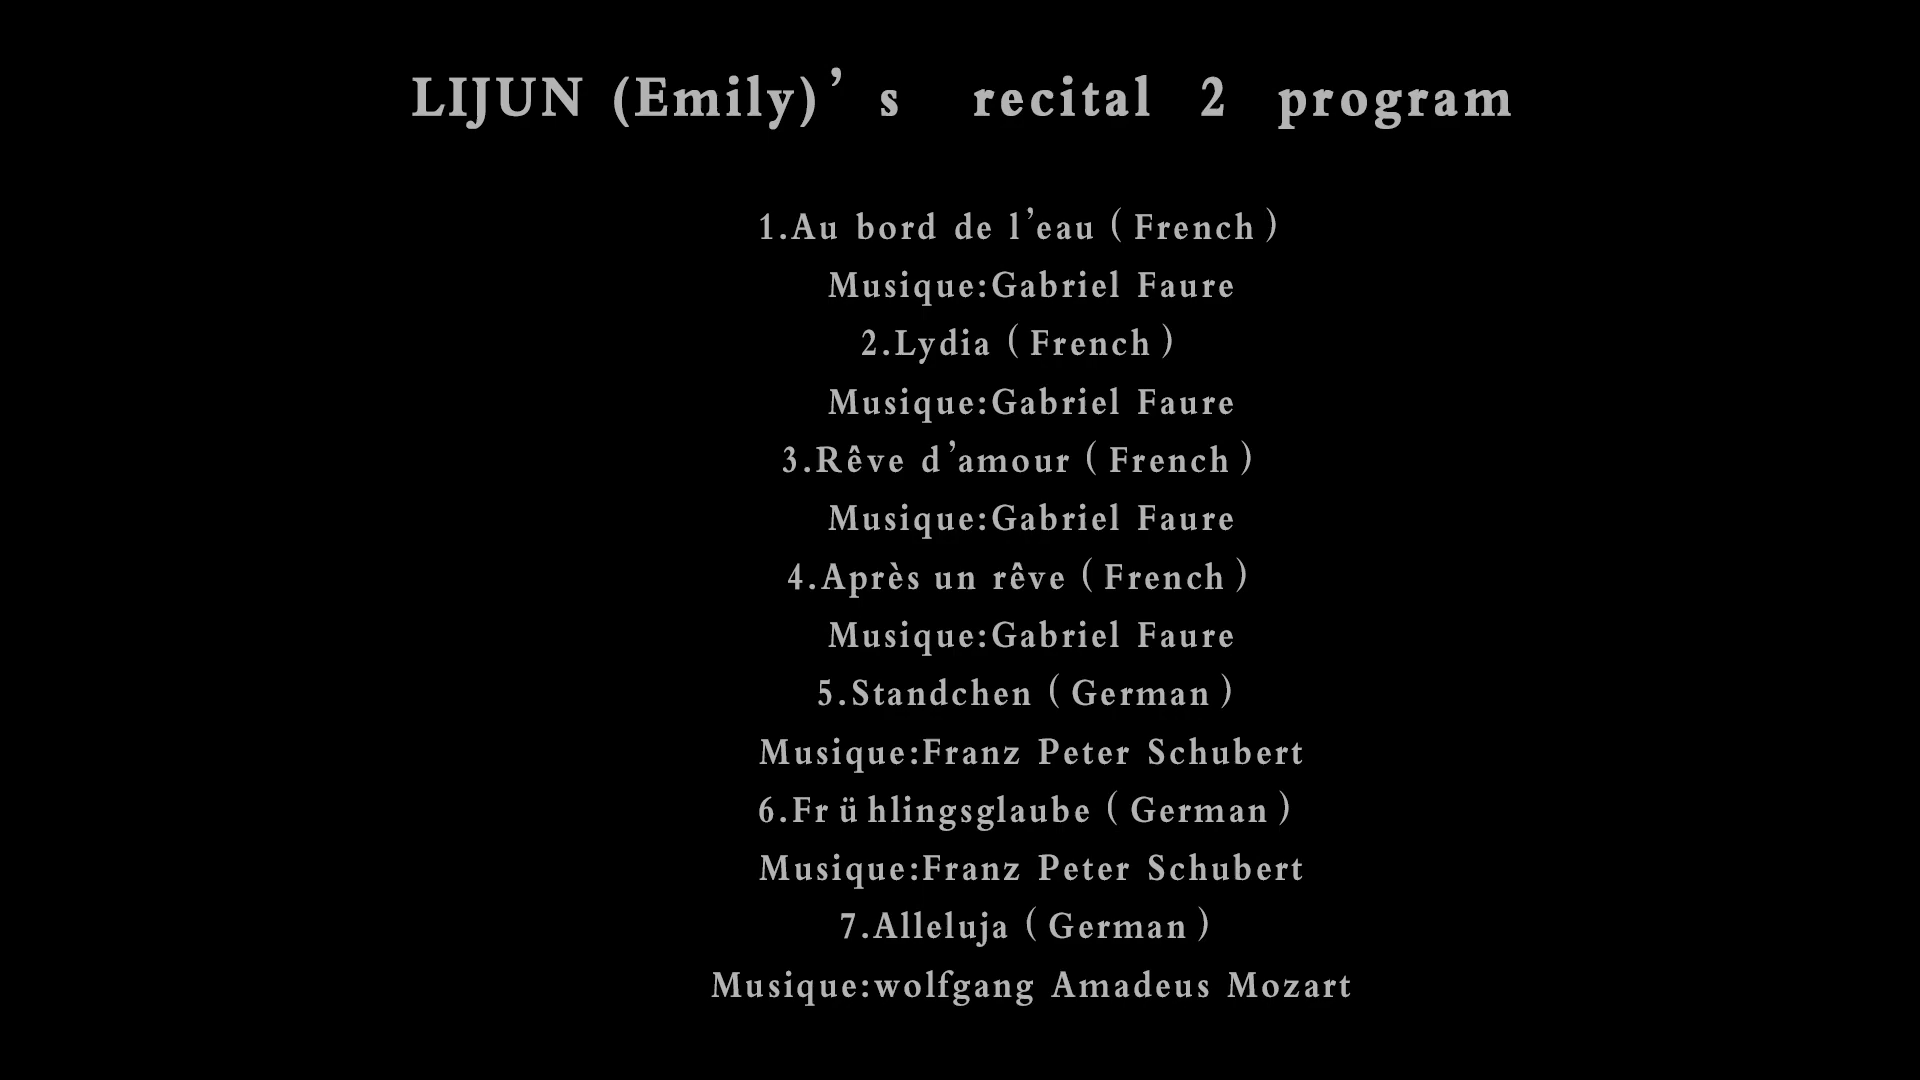 LIJUN (Emily)’s recital 2 program
1.Au bord de l’eau (French)
Musique:Gabriel Faure
2.Lydia (French)
Musique:Gabriel Faure
3.Rêve d’amour (French)
Musique:Gabriel Faure
4.Après un rêve (French)
Musique:Gabriel Faure
5.Standchen (German)
Musique:Franz Peter Schubert
6.Frühlingsglaube (German)
Musique:Franz Peter Schubert
7.Alleluja (German)
Musique:wolfgang Amadeus Mozart